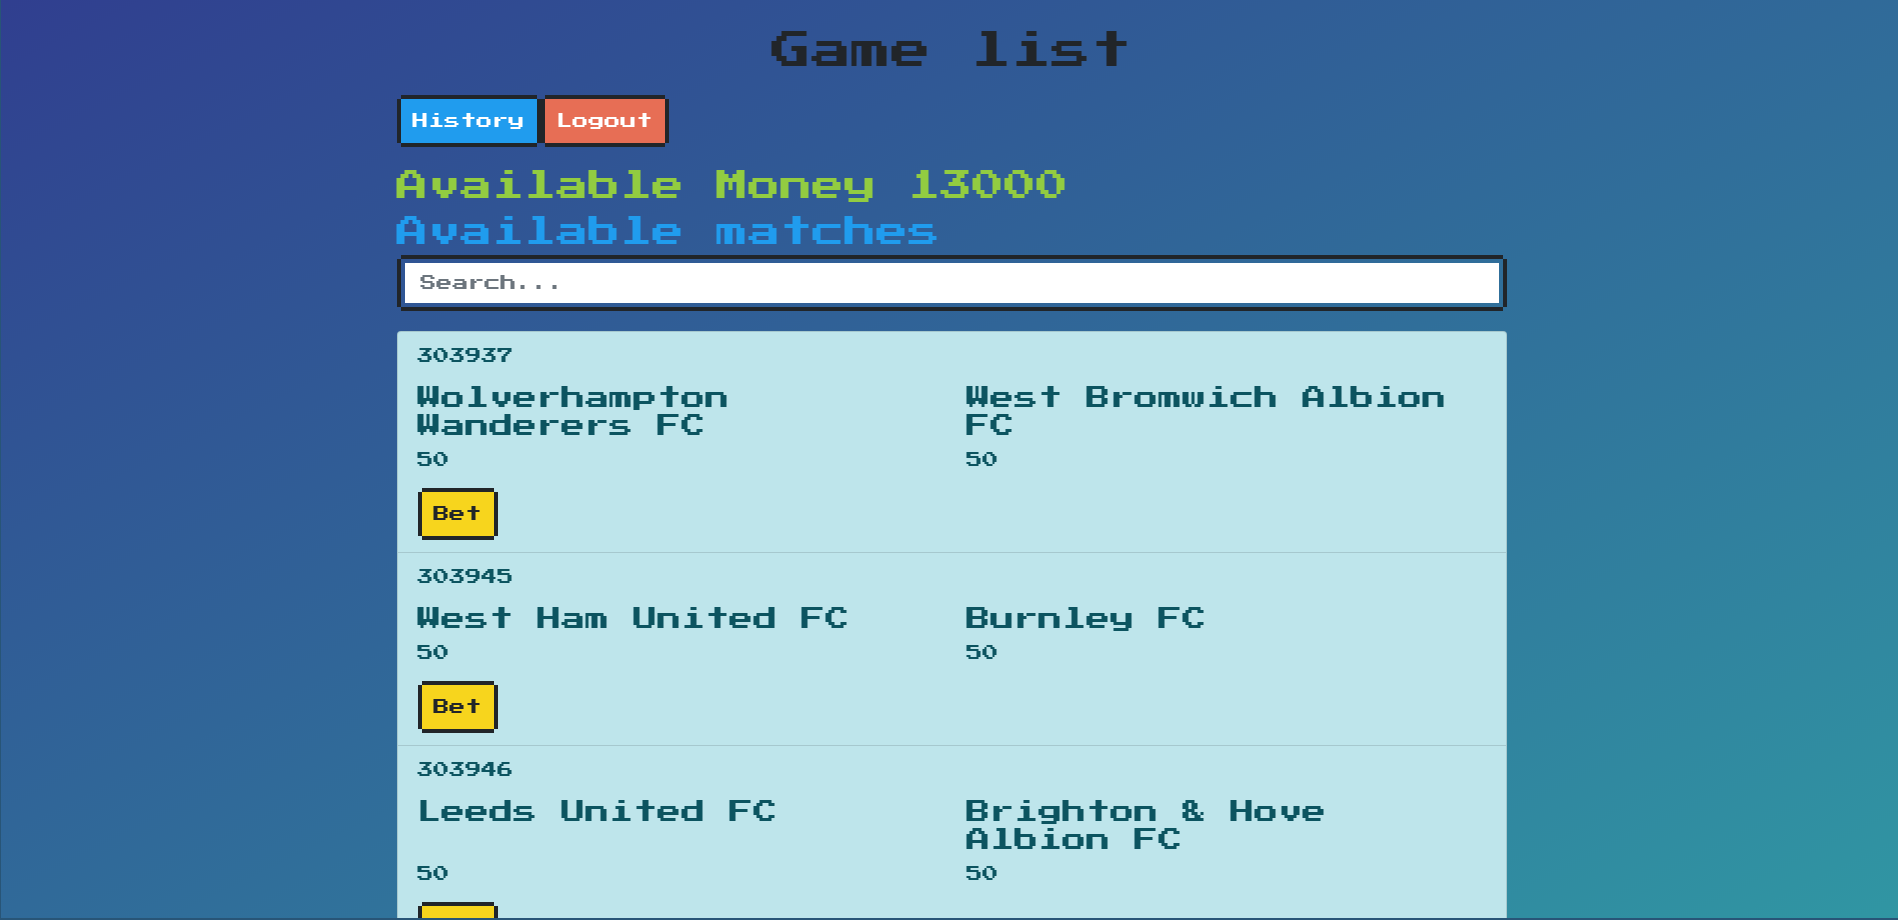 Game list
History Logout
Available Money 13000
Available matches
Search...
303937
Wolverhampton Wanderers FC
West Bromwich Albion FC
50 50
Bet
303945
West Ham United FC Burnley FC
50 50
Bet
303946
Leeds United FC
Brighton & Hove Albion FC
50 50